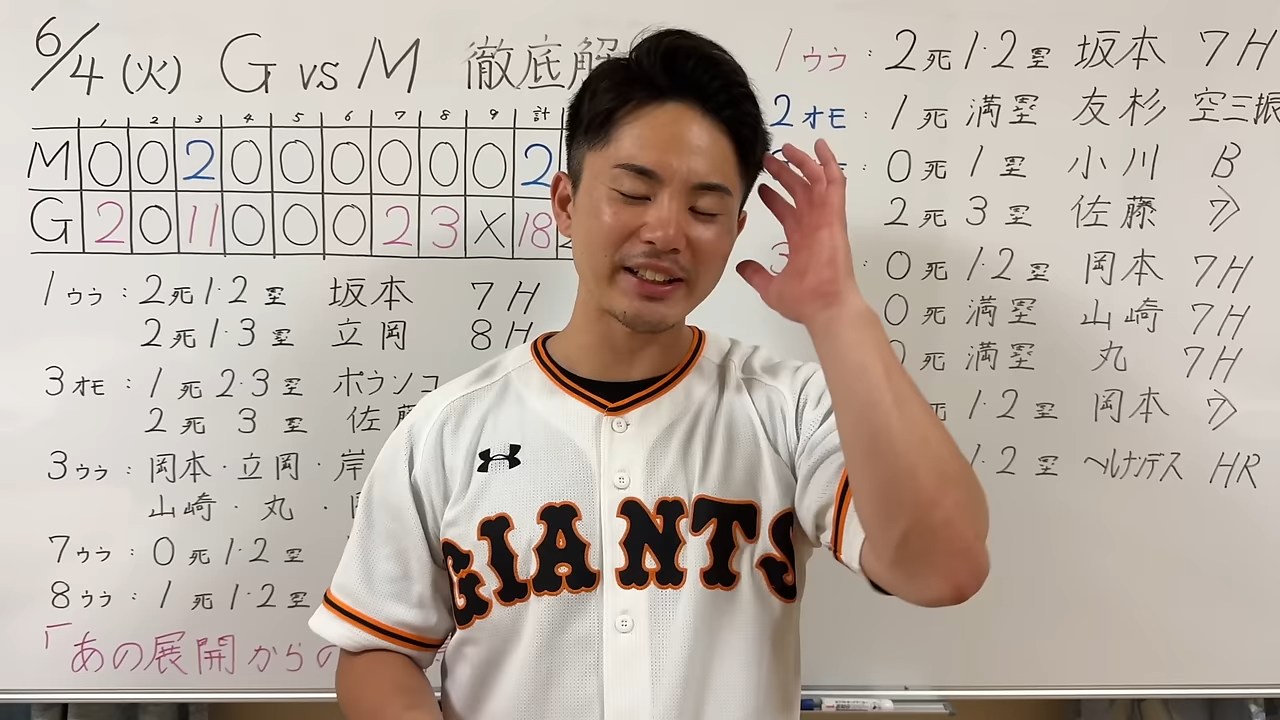 6/4 (火) G vs M 徹底解
1 2 3 4 5 6 7 8 9 計
M 0 0 2 0 0 0 0 0 0 2
G 2 0 11 0 0 0 2 3 X 18
1ウラ : 2死 1・2塁 坂本 7H
2死 1・3塁 立岡 8H
3オモ : 1死 2・3塁 ポランコ
2死 3塁 佐藤
3ウラ : 岡本・立岡・岸
山崎・丸・
7ウラ : 0死 1・2塁
8ウラ : 1死 1・2塁
「あの展開からの
1ウラ : 2死 1・2塁 坂本 7H
2オモ : 1死 満塁 友杉 空三振
: 0死 1塁 小川 B
2死 3塁 佐藤 7>
3 : 0死 1・2塁 岡本 7H
0死 満塁 山崎 7H
0死 満塁 丸 7H
死 1・2塁 岡本 7>
1・2塁 ヘルナンデス HR
GIANTS